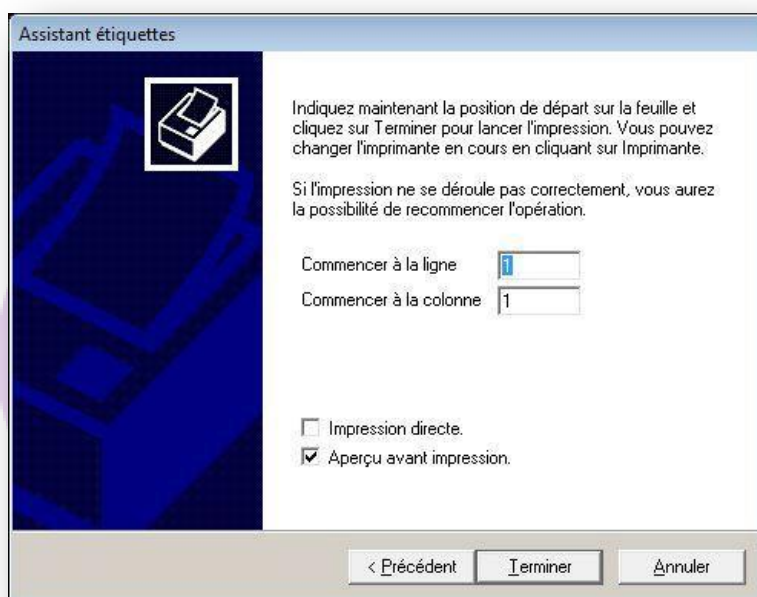 Assistant étiquettes
Indiquez maintenant la position de départ sur la feuille et
cliquez sur Terminer pour lancer l'impression. Vous pouvez
changer l'imprimante en cours en cliquant sur Imprimante.
Si l'impression ne se déroule pas correctement, vous aurez
la possibilité de recommencer l'opération.
Commencer à la ligne 1
Commencer à la colonne 1
Impression directe.
Aperçu avant impression.
< Précédent Terminer Annuler